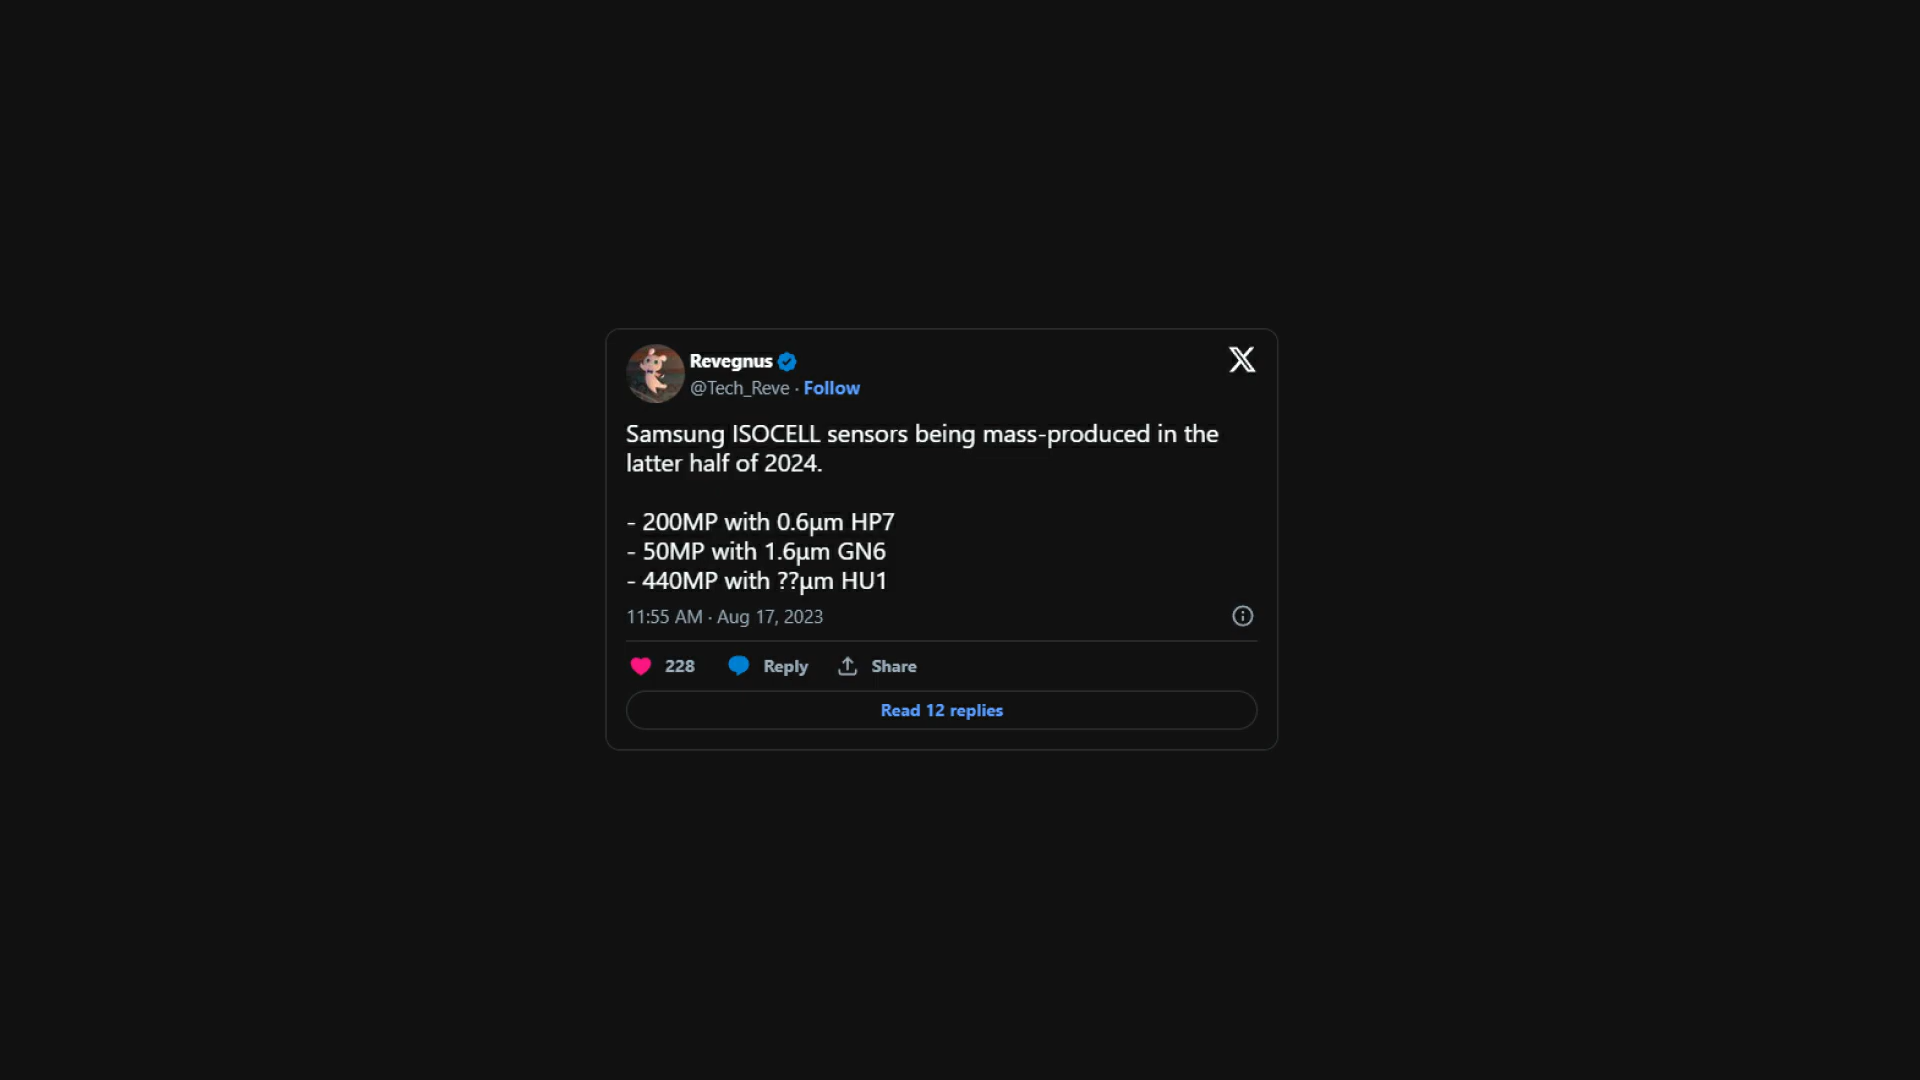 Revegnus
@Tech_Reve · Follow
Samsung ISOCELL sensors being mass-produced in the
latter half of 2024.
- 200MP with 0.6μm HP7
- 50MP with 1.6μm GN6
- 440MP with ??μm HU1
11:55 AM · Aug 17, 2023
228 Reply Share
Read 12 replies